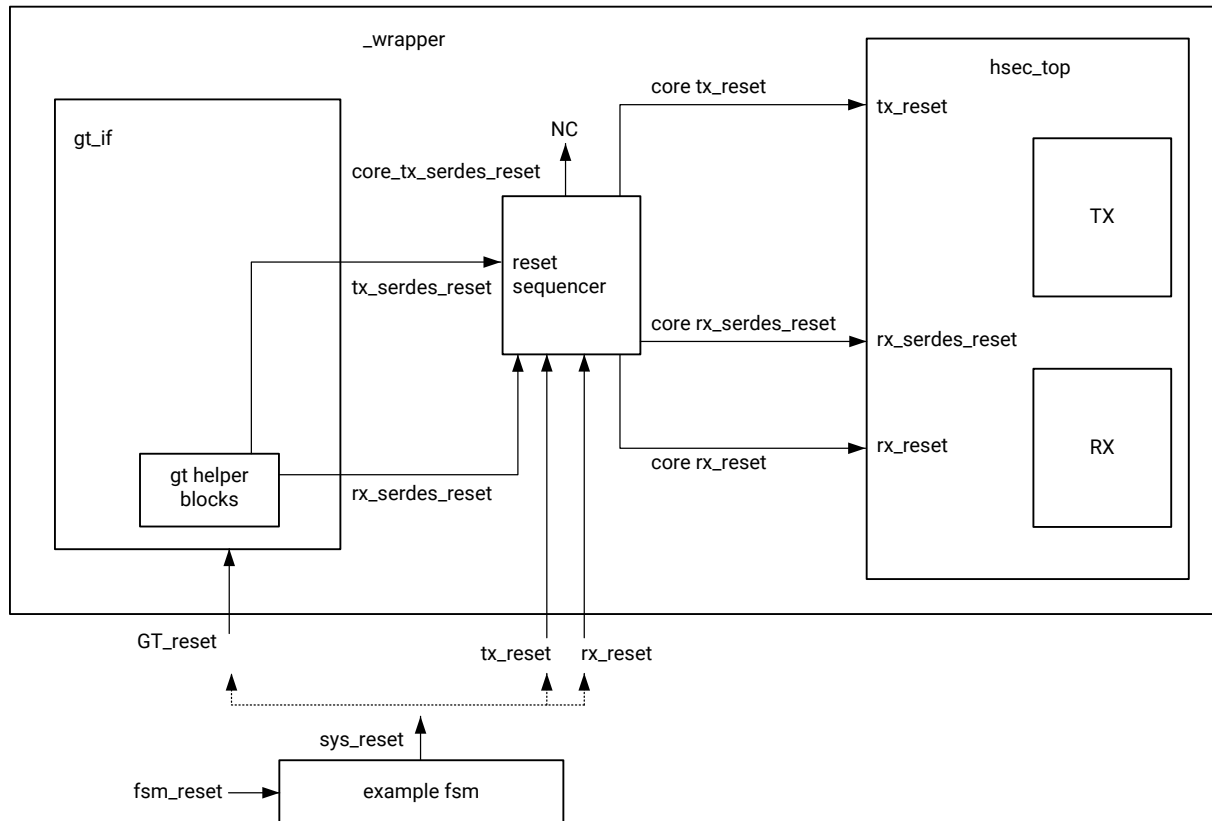 _wrapper
hsec_top
gt_if
core tx_reset
tx_reset
NC
core_tx_serdes_reset
TX
reset
sequencer
tx_serdes_reset
core rx_serdes_reset
rx_serdes_reset
rx_reset
RX
core rx_reset
gt helper
blocks
rx_serdes_reset
GT_reset
tx_reset
rx_reset
sys_reset
fsm_reset
example fsm